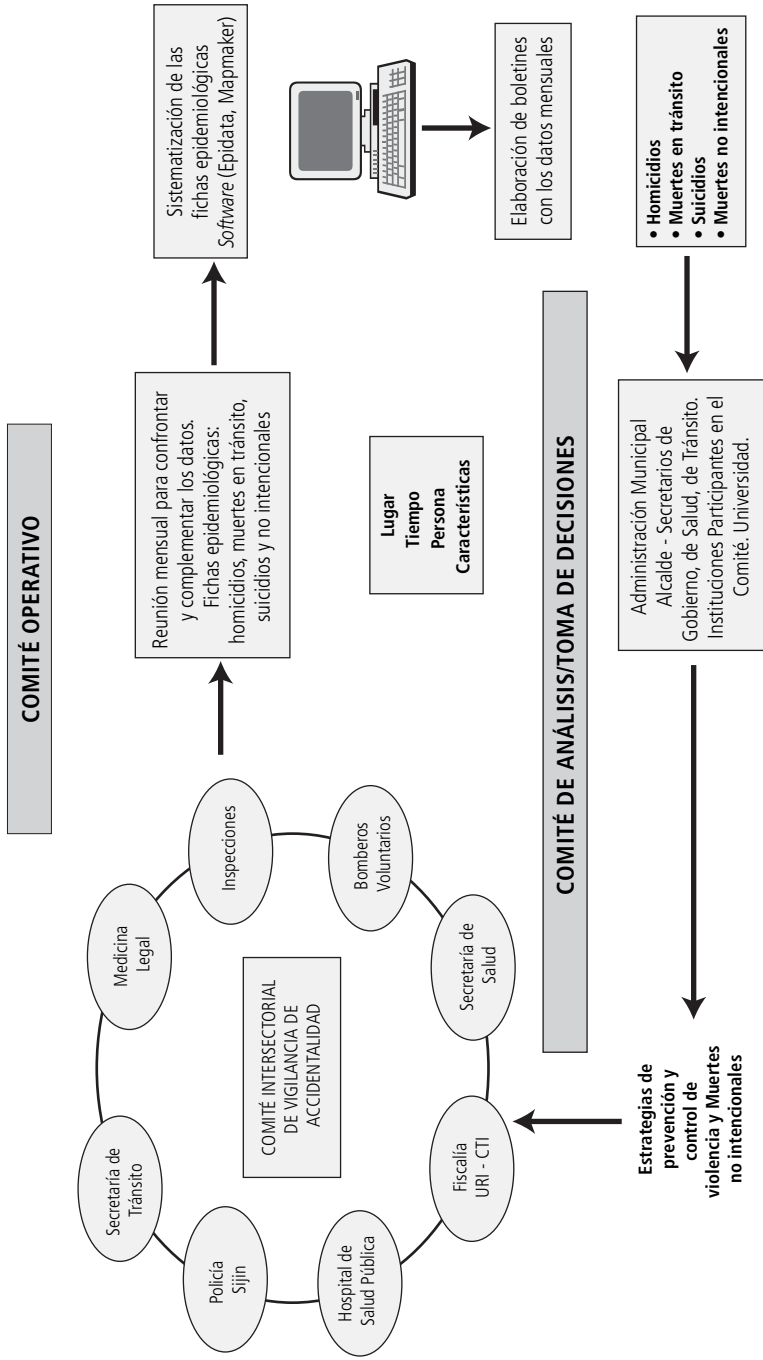 COMITÉ OPERATIVO
Secretaría de
Tránsito
Medicina
Legal
Inspecciones
Bomberos
Voluntarios
Secretaría de
Salud
Fiscalía
URI - CTI
Hospital de
Salud Pública
Policía
Sijin
COMITÉ INTERSECTORIAL
DE VIGILANCIA DE
ACCIDENTALIDAD
Reunión mensual para confrontar
y complementar los datos.
Fichas epidemiológicas:
homicidios, muertes en tránsito,
suicidios y no intencionales
Sistematización de las
fichas epidemiológicas
Software (Epidata, Mapmaker)
Lugar
Tiempo
Persona
Características
Elaboración de boletines
con los datos mensuales
COMITÉ DE ANÁLISIS/TOMA DE DECISIONES
• Homicidios
• Muertes en tránsito
• Suicidios
• Muertes no intencionales
Administración Municipal
Alcalde - Secretarios de
Gobierno, de Salud, de Tránsito.
Instituciones Participantes en el
Comité. Universidad.
Estrategias de
prevención y
control de
violencia y Muertes
no intencionales